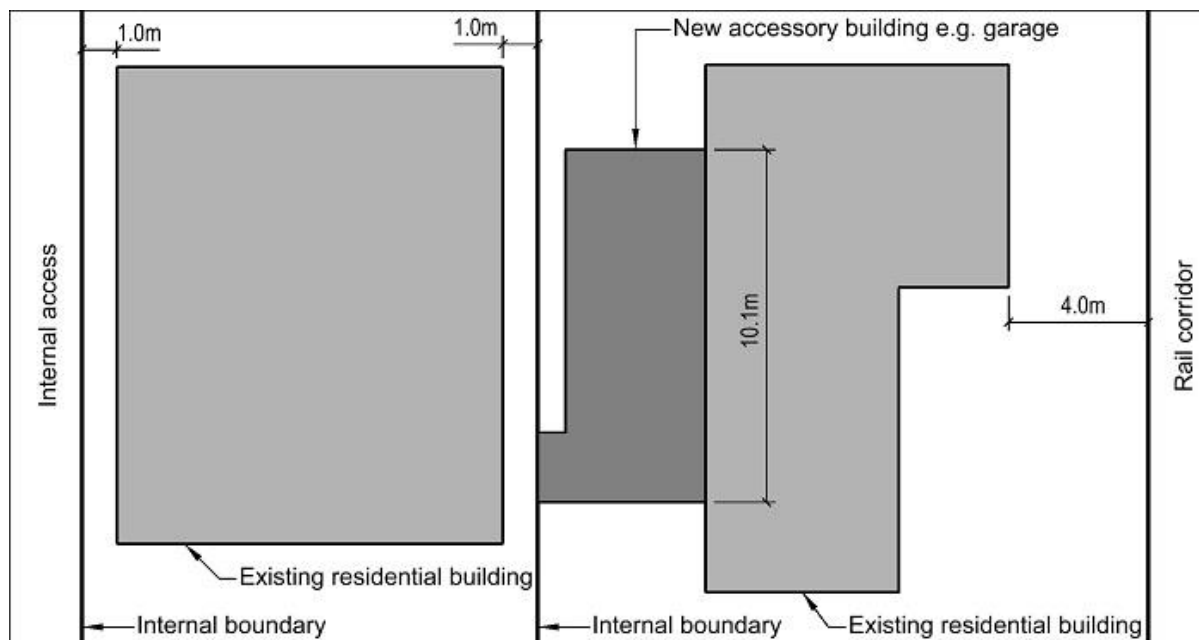 1.0m
1.0m
New accessory building e.g. garage
Internal access
10.1m
4.0m
Rail corridor
Existing residential building
Internal boundary
Internal boundary
Existing residential building